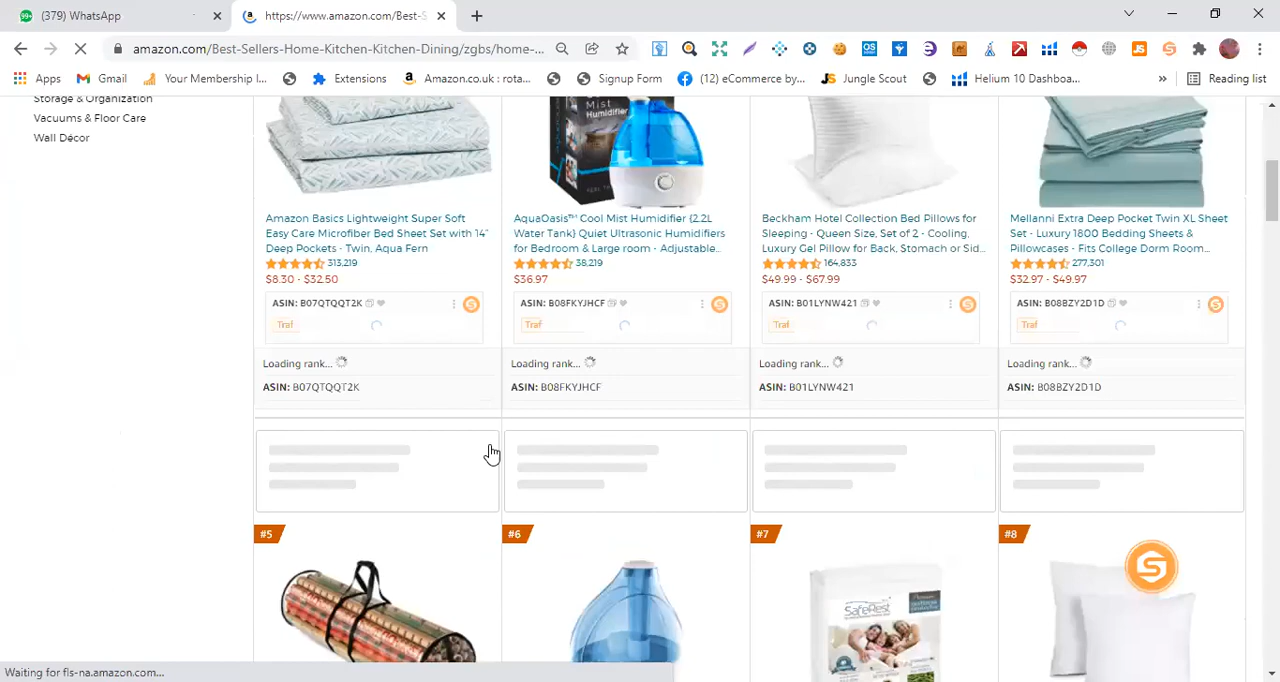 (379) WhatsApp
https://www.amazon.com/Best-S
amazon.com/Best-Sellers-Home-Kitchen-Kitchen-Dining/zgbs/home-...
Apps
Gmail
Your Membership I...
Extensions
Amazon.co.uk : rota...
Signup Form
(12) eCommerce by...
Jungle Scout
Helium 10 Dashboa...
»
Reading list
Storage & Organization
Vacuums & Floor Care
Wall Décor
Mist
Humidifier
Amazon Basics Lightweight Super Soft
Easy Care Microfiber Bed Sheet Set with 14"
Deep Pockets - Twin, Aqua Fern
313,219
$8.30 - $32.50
ASIN: B07QTQQT2K
Traf
Loading rank...
ASIN: B07QTQQT2K
AquaOasis™ Cool Mist Humidifier {2.2L
Water Tank} Quiet Ultrasonic Humidifiers
for Bedroom & Large room - Adjustable...
38,219
$36.97
ASIN: B08FKYJHCF
Traf
Loading rank...
ASIN: B08FKYJHCF
Beckham Hotel Collection Bed Pillows for
Sleeping - Queen Size, Set of 2 - Cooling,
Luxury Gel Pillow for Back, Stomach or Sid...
164,833
$49.99 - $67.99
ASIN: B01LYNW421
Traf
Loading rank...
ASIN: B01LYNW421
Mellanni Extra Deep Pocket Twin XL Sheet
Set - Luxury 1800 Bedding Sheets &
Pillowcases - Fits College Dorm Room...
277,301
$32.97 - $49.97
ASIN: B08BZY2D1D
Traf
Loading rank...
ASIN: B08BZY2D1D
#5
#6
#7
#8
SafeRest
Waiting for fls-na.amazon.com...